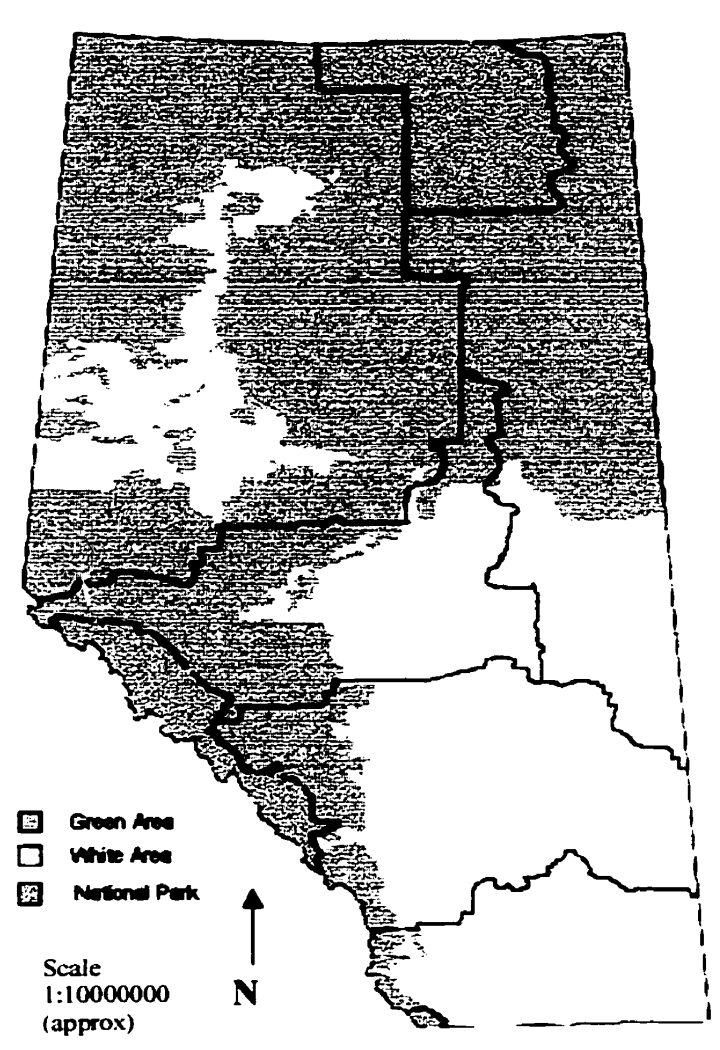 Green Area
White Area
National Park
Scale
1:10000000
(approx)
N